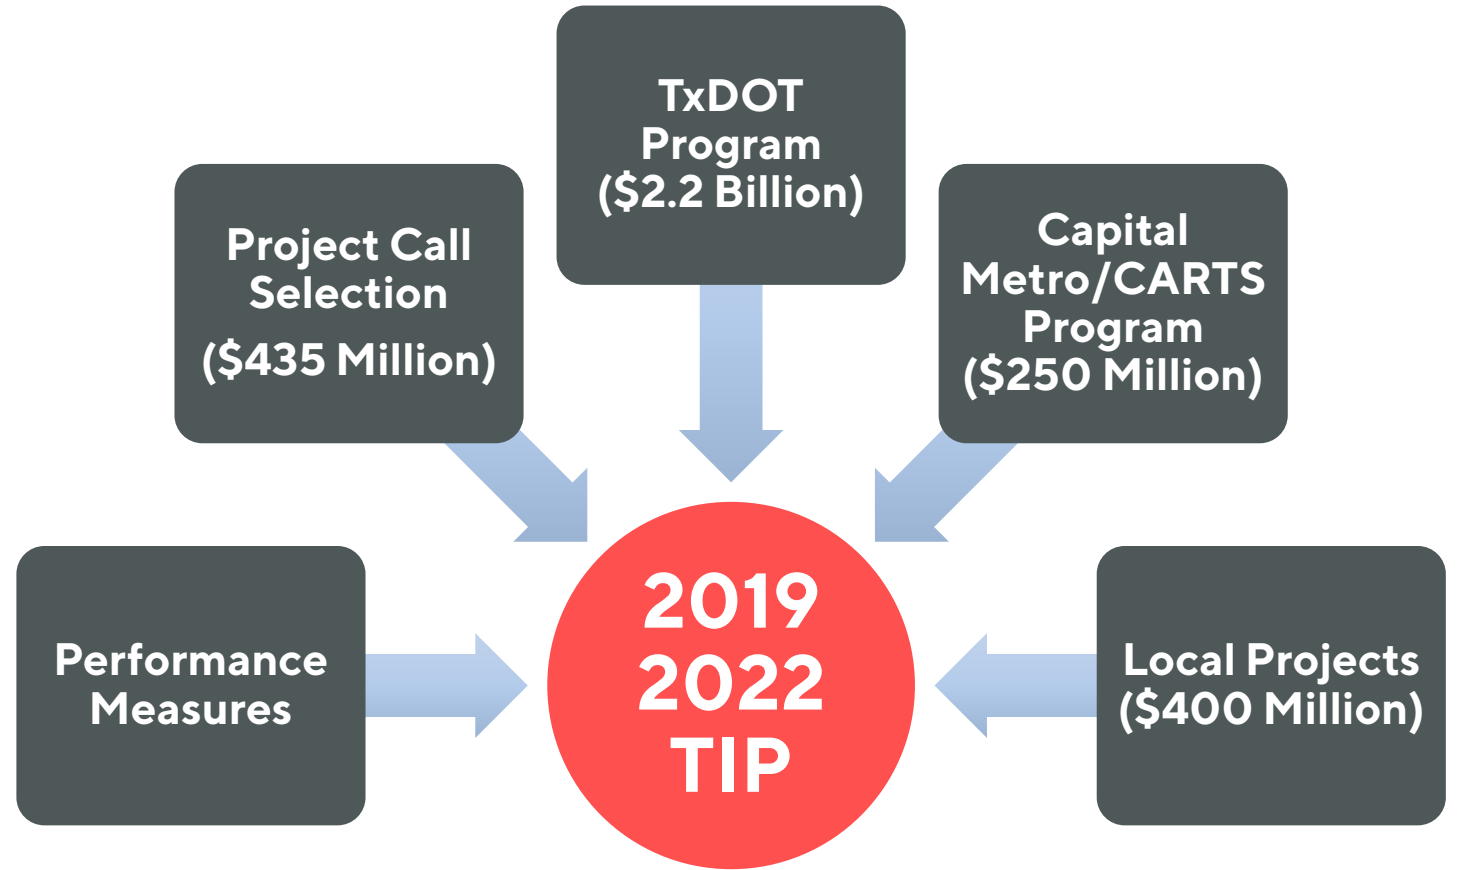 Performance
Measures
Project Call
Selection
($435 Million)
TxDOT
Program
($2.2 Billion)
Capital
Metro/CARTS
Program
($250 Million)
Local Projects
($400 Million)
2019
2022
TIP